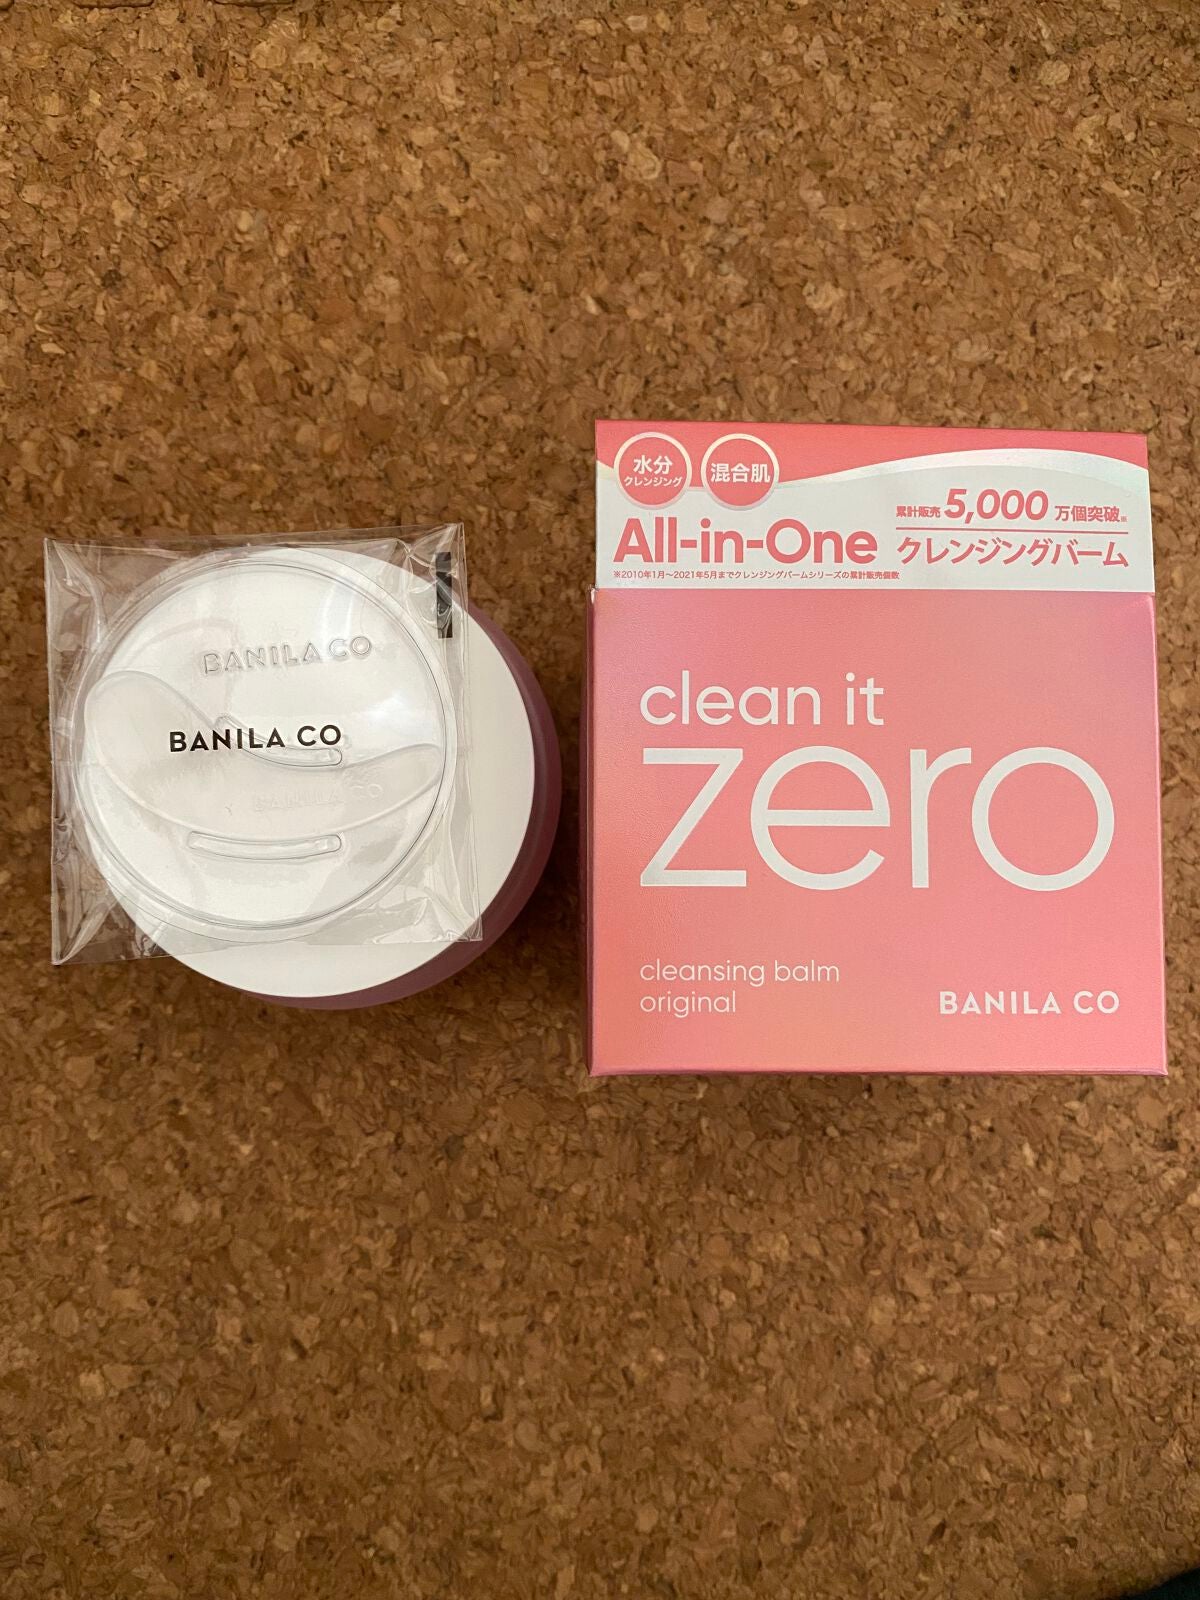 BANILA CO
BANILA CO
BANILA CO
水分
クレンジング
混合肌
All-in-One
累計販売 5,000 万個突破※
クレンジングバーム
※2010年1月〜2021年5月までクレンジングバームシリーズの累計販売個数
clean it
zero
cleansing balm
original
BANILA CO